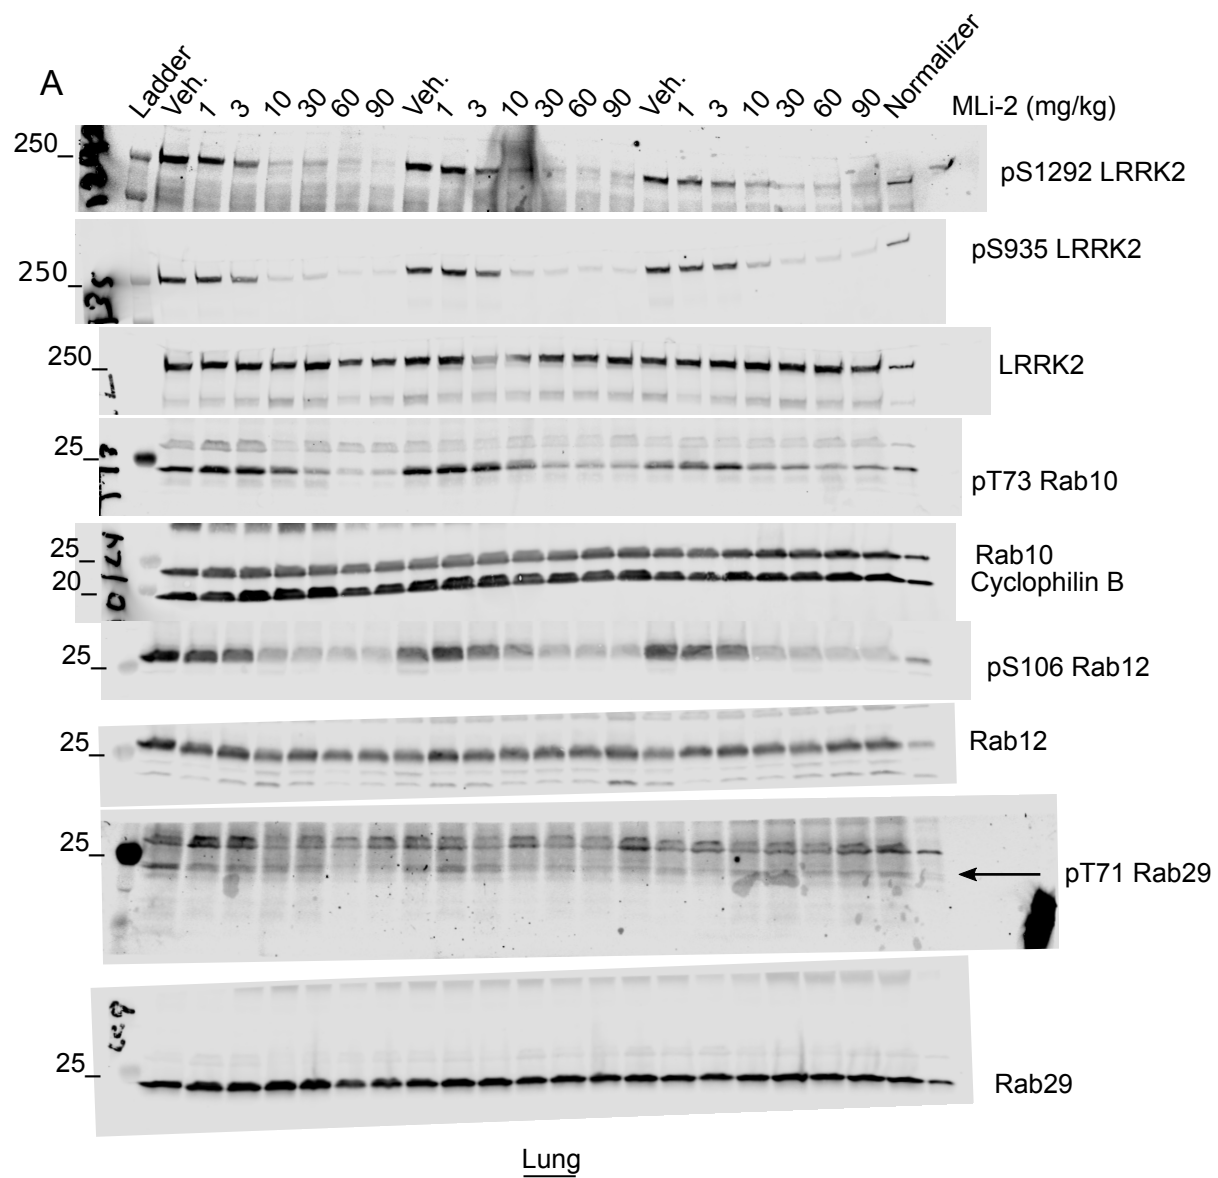 A
Ladder Veh. 1 3 10 30 60 90 Veh. 1 3 10 30 60 90 Veh. 1 3 10 30 60 90 Normalizer MLi-2 (mg/kg)
250 pS1292 LRRK2
250 pS935 LRRK2
250 LRRK2
25 pT73 Rab10
25 Rab10
20 Cyclophilin B
25 pS106 Rab12
25 Rab12
25 pT71 Rab29
25 Rab29
Lung